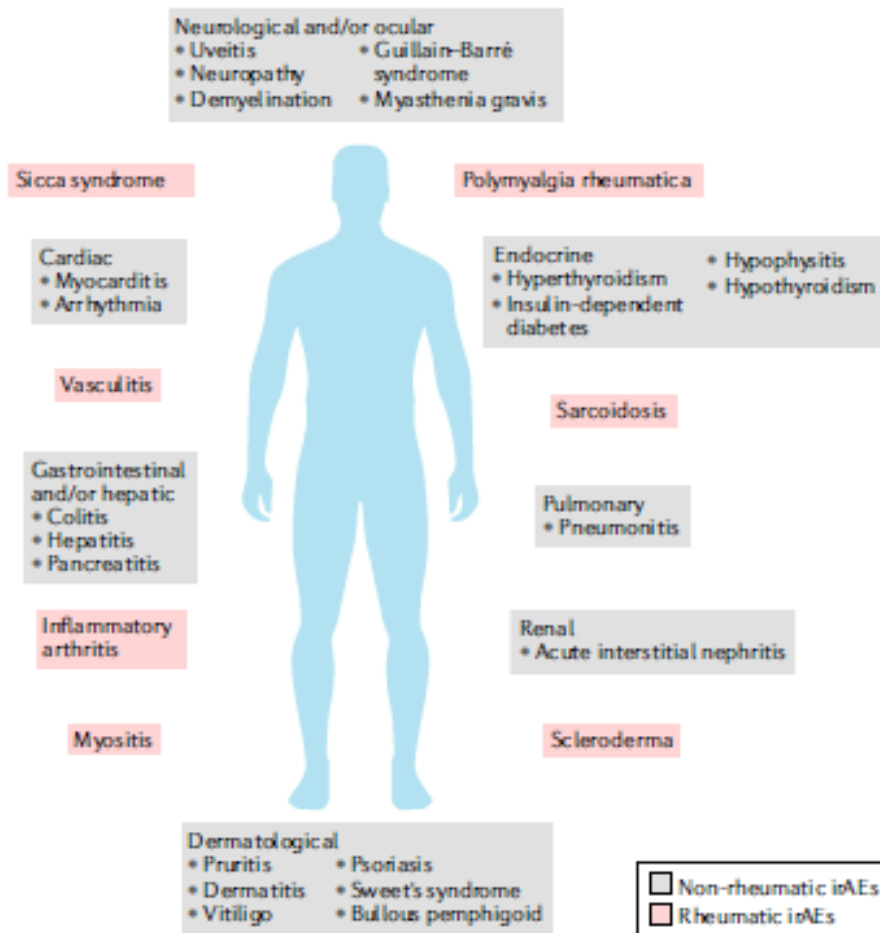 Neurological and/or ocular
• Uveitis
• Neuropathy
• Demyelination
• Guillain–Barré
syndrome
• Myasthenia gravis
Sicca syndrome
Polymyalgia rheumatica
Cardiac
• Myocarditis
• Arrhythmia
Endocrine
• Hyperthyroidism
• Insulin-dependent
diabetes
• Hypophysitis
• Hypothyroidism
Vasculitis
Sarcoidosis
Gastrointestinal
and/or hepatic
• Colitis
• Hepatitis
• Pancreatitis
Pulmonary
• Pneumonitis
Inflammatory
arthritis
Renal
• Acute interstitial nephritis
Myositis
Scleroderma
Dermatological
• Pruritis
• Dermatitis
• Vitiligo
• Psoriasis
• Sweet's syndrome
• Bullous pemphigoid
Non-rheumatic irAEs
Rheumatic irAEs